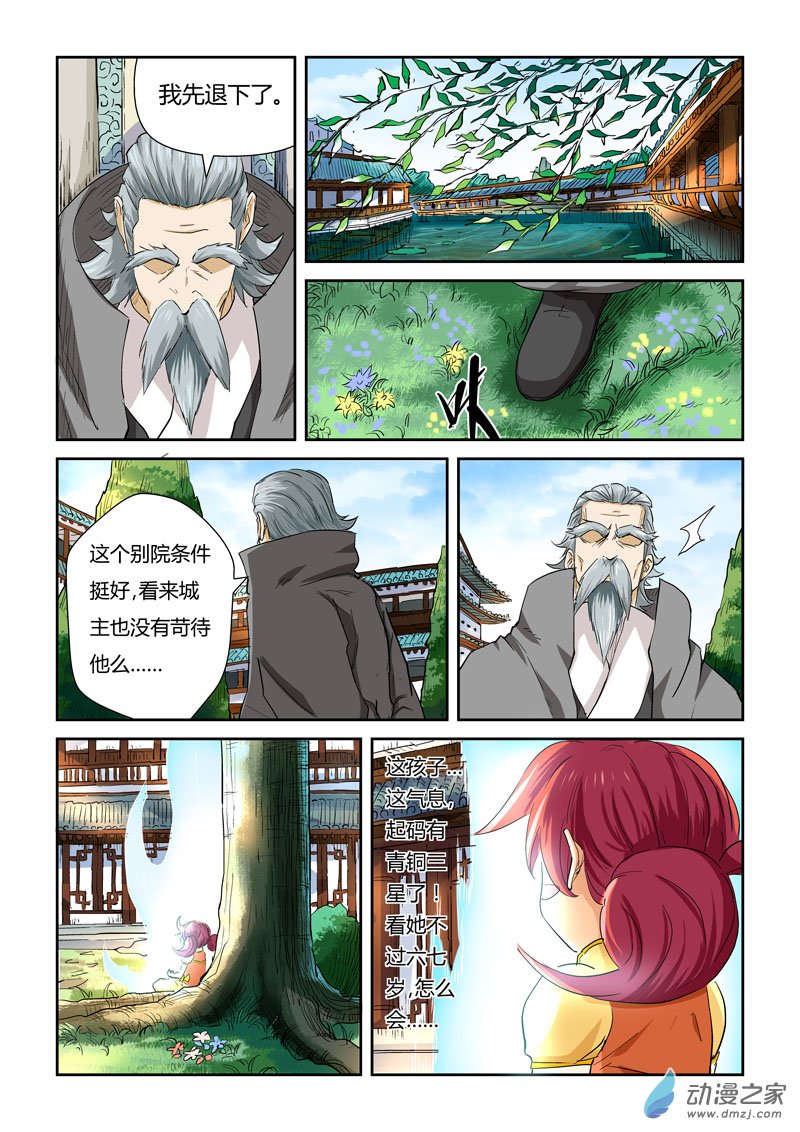 我先退下了。
这个别院条件
挺好,看来城
主也没有苛待
他么……
这孩子…
这气息,
起码有
青铜三
星了！
看她不
过六七
岁,怎么
会……
动漫之家
www.dmzj.com